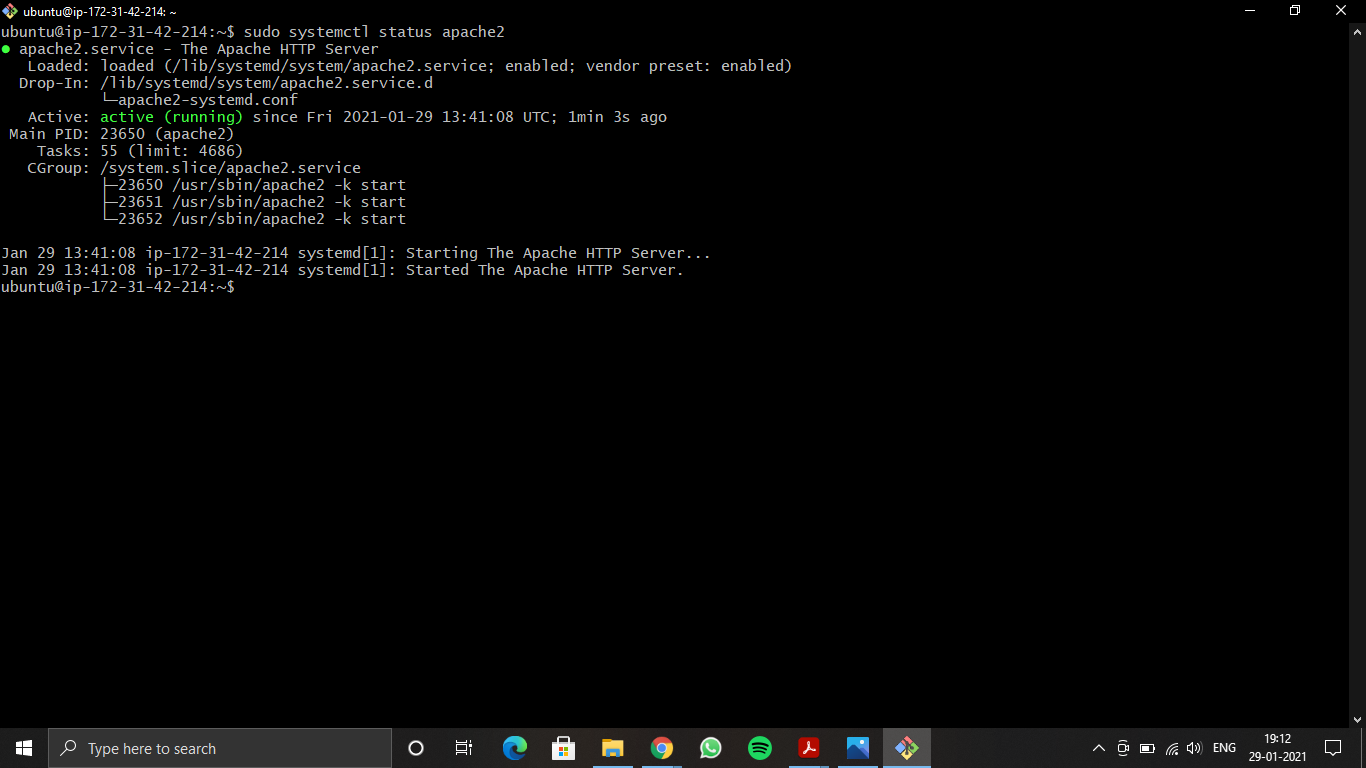 ubuntu@ip-172-31-42-214: ~
ubuntu@ip-172-31-42-214:~$ sudo systemctl status apache2
● apache2.service - The Apache HTTP Server
   Loaded: loaded (/lib/systemd/system/apache2.service; enabled; vendor preset: enabled)
  Drop-In: /lib/systemd/system/apache2.service.d
           └─apache2-systemd.conf
   Active: active (running) since Fri 2021-01-29 13:41:08 UTC; 1min 3s ago
 Main PID: 23650 (apache2)
    Tasks: 55 (limit: 4686)
   CGroup: /system.slice/apache2.service
           ├─23650 /usr/sbin/apache2 -k start
           ├─23651 /usr/sbin/apache2 -k start
           └─23652 /usr/sbin/apache2 -k start
Jan 29 13:41:08 ip-172-31-42-214 systemd[1]: Starting The Apache HTTP Server...
Jan 29 13:41:08 ip-172-31-42-214 systemd[1]: Started The Apache HTTP Server.
ubuntu@ip-172-31-42-214:~$
Type here to search
ENG
19:12
29-01-2021